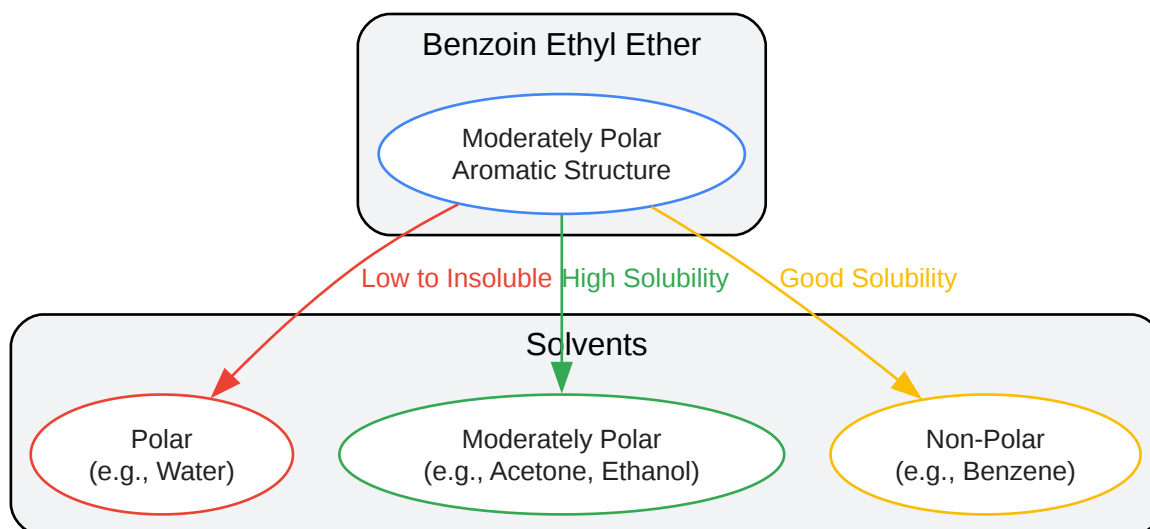 Benzoin Ethyl Ether
Moderately Polar
Aromatic Structure
Low to Insoluble
High Solubility
Good Solubility
Solvents
Polar
(e.g., Water)
Moderately Polar
(e.g., Acetone, Ethanol)
Non-Polar
(e.g., Benzene)